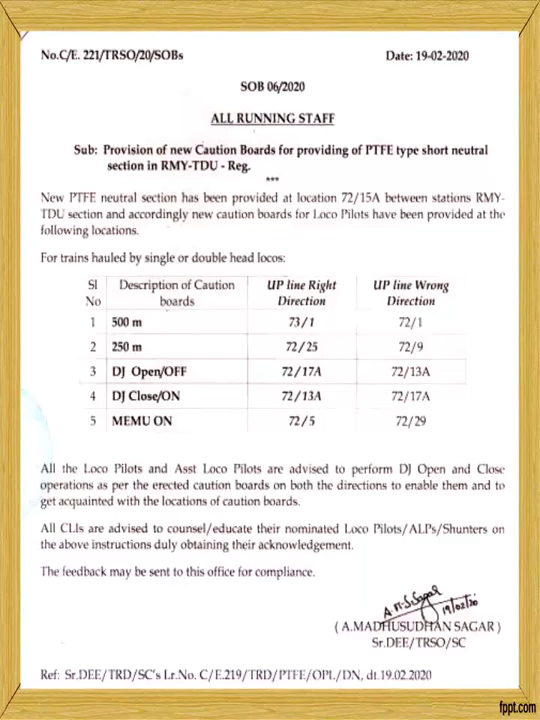 No.C/E. 221/TRSO/20/SOBs Date: 19-02-2020
SOB 06/2020
ALL RUNNING STAFF
Sub: Provision of new Caution Boards for providing of PTFE type short neutral
section in RMY-TDU - Reg.
***
New PTFE neutral section has been provided at location 72/15A between stations RMY-
TDU section and accordingly new caution boards for Loco Pilots have been provided at the
following locations.
For trains hauled by single or double head locos:
Sl No Description of Caution boards UP line Right Direction UP line Wrong Direction
1 500 m 73/1 72/1
2 250 m 72/25 72/9
3 DJ Open/OFF 72/17A 72/13A
4 DJ Close/ON 72/13A 72/17A
5 MEMU ON 72/5 72/29
All the Loco Pilots and Asst Loco Pilots are advised to perform DJ Open and Close
operations as per the erected caution boards on both the directions to enable them and to
get acquainted with the locations of caution boards.
All CLIs are advised to counsel/educate their nominated Loco Pilots/ALPs/Shunters on
the above instructions duly obtaining their acknowledgement.
The feedback may be sent to this office for compliance.
19/02/20
( A.MADHUSUDHAN SAGAR )
Sr.DEE/TRSO/SC
Ref: Sr.DEE/TRD/SC's Lr.No. C/E.219/TRD/PTFE/OPL/DN, dt.19.02.2020
fppt.com